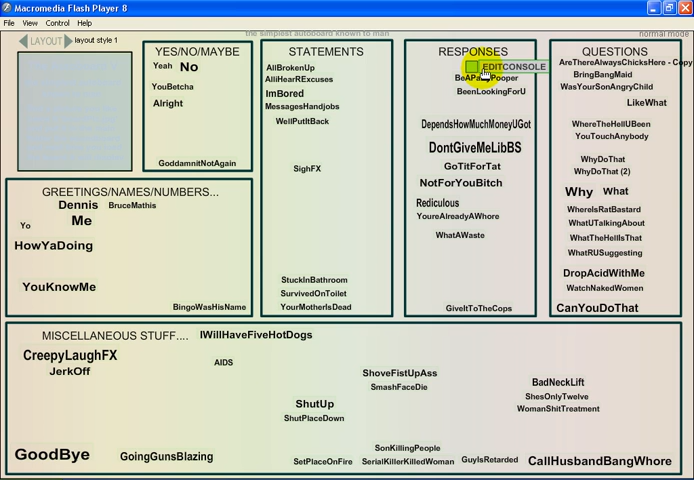 Macromedia Flash Player 8
File View Control Help
the simplest autoboard known to man
normal mode
LAYOUT layout style 1
YES/NO/MAYBE
Yeah No
YouBetcha
Alright
GoddamnitNotAgain
STATEMENTS
AllBrokenUp
AlliHearRExcuses
ImBored
MessagesHandjobs
WellPutItBack
SighFX
StuckInBathroom
SurvivedOnToilet
YourMotherIsDead
RESPONSES
EDITCONSOLE
BeenLookingForU
DependsHowMuchMoneyUGot
DontGiveMeLibBS
GoTitForTat
NotForYouBitch
Rediculous
YoureAlreadyAWhore
WhatAWaste
GiveItToTheCops
QUESTIONS
AreThereAlwaysChicksHere - Copy
BringBangMaid
WasYourSonAngryChild
LikeWhat
WhereTheHellUBeen
YouTouchAnybody
WhyDoThat
WhyDoThat (2)
Why What
WhereIsRatBastard
WhatUTalkingAbout
WhatTheHellIsThat
WhatRUSuggesting
DropAcidWithMe
WatchNakedWomen
CanYouDoThat
GREETINGS/NAMES/NUMBERS...
Dennis BruceMathis
Yo Me
HowYaDoing
YouKnowMe
BingoWasHisName
MISCELLANEOUS STUFF.... IWillHaveFiveHotDogs
CreepyLaughFX
AIDS
JerkOff
ShoveFistUpAss
SmashFaceDie
BadNeckLift
ShesOnlyTwelve
ShutUp
WomanShitTreatment
ShutPlaceDown
SonKillingPeople
GoodBye GoingGunsBlazing
SetPlaceOnFire SerialKillerKilledWoman GuyIsRetarded CallHusbandBangWhore